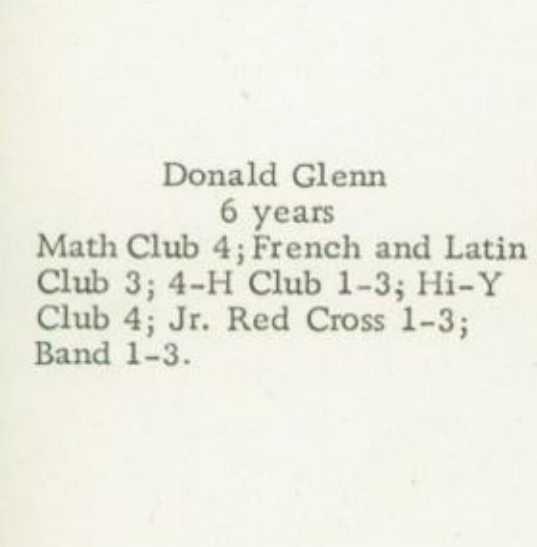 Donald Glenn
6 years
Math Club 4; French and Latin
Club 3; 4-H Club 1-3; Hi-Y
Club 4; Jr. Red Cross 1-3;
Band 1-3.